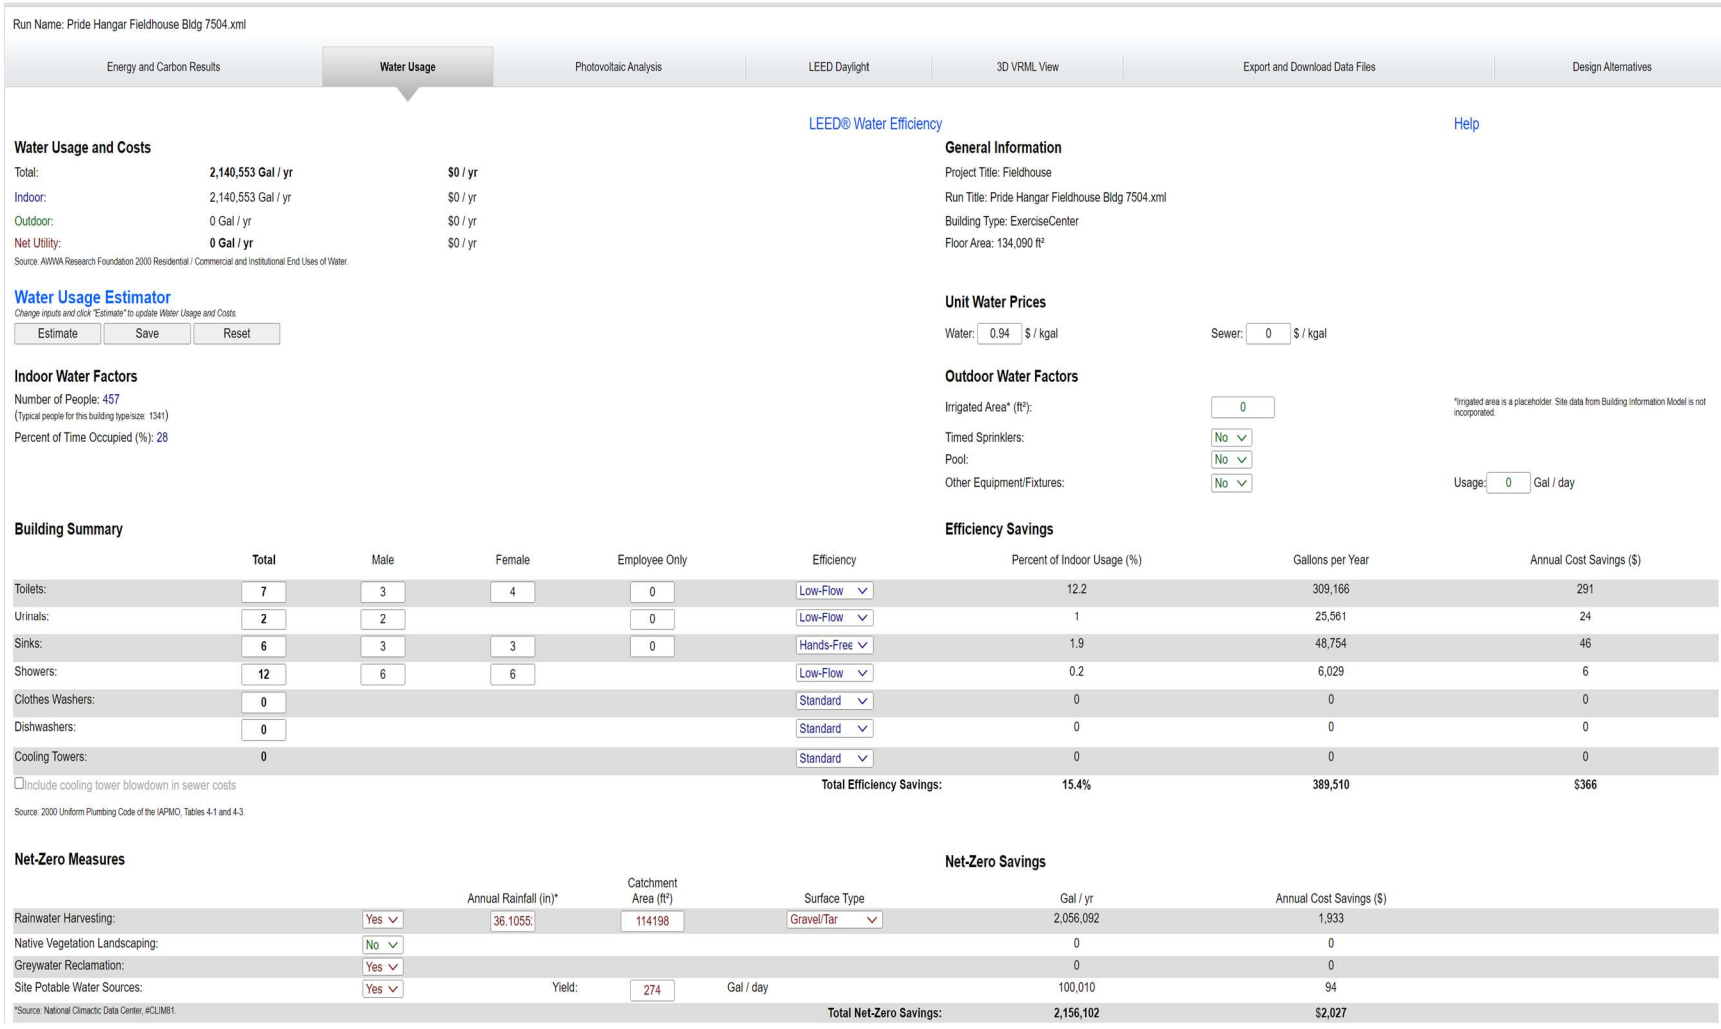 Run Name: Pride Hangar Fieldhouse Bldg 7504.xml
Energy and Carbon Results Water Usage Photovoltaic Analysis LEED Daylight 3D VRML View Export and Download Data Files Design Alternatives
LEED® Water Efficiency Help
Water Usage and Costs General Information
Total: 2,140,553 Gal / yr $0 / yr Project Title: Fieldhouse
Indoor: 2,140,553 Gal / yr $0 / yr Run Title: Pride Hangar Fieldhouse Bldg 7504.xml
Outdoor: 0 Gal / yr $0 / yr Building Type: ExerciseCenter
Net Utility: 0 Gal / yr $0 / yr Floor Area: 134,090 ft²
Source: AWWA Research Foundation 2000 Residential / Commercial and Institutional End Uses of Water.
Water Usage Estimator Unit Water Prices
Change inputs and click "Estimate" to update Water Usage and Costs.
Estimate Save Reset Water: 0.94 $ / kgal Sewer: 0 $ / kgal
Indoor Water Factors Outdoor Water Factors
Number of People: 457 Irrigated Area* (ft²): 0 *Irrigated area is a placeholder. Site data from Building Information Model is not
(Typical people for this building type/size: 1341) incorporated.
Percent of Time Occupied (%): 28 Timed Sprinklers: No
Pool: No
Other Equipment/Fixtures: No Usage: 0 Gal / day
Building Summary Efficiency Savings
Total Male Female Employee Only Efficiency Percent of Indoor Usage (%) Gallons per Year Annual Cost Savings ($)
Toilets: 7 3 4 0 Low-Flow 12.2 309,166 291
Urinals: 2 2 0 Low-Flow 1 25,561 24
Sinks: 6 3 3 0 Hands-Free 1.9 48,754 46
Showers: 12 6 6 Low-Flow 0.2 6,029 6
Clothes Washers: 0 Standard 0 0 0
Dishwashers: 0 Standard 0 0 0
Cooling Towers: 0 Standard 0 0 0
Include cooling tower blowdown in sewer costs Total Efficiency Savings: 15.4% 389,510 $366
Source: 2000 Uniform Plumbing Code of the IAPMO, Tables 4-1 and 4-3.
Net-Zero Measures Net-Zero Savings
Annual Rainfall (in)* Catchment Area (ft²) Surface Type Gal / yr Annual Cost Savings ($)
Rainwater Harvesting: Yes 36.1055 114198 Gravel/Tar 2,056,092 1,933
Native Vegetation Landscaping: No 0 0
Greywater Reclamation: Yes 0 0
Site Potable Water Sources: Yes Yield: 274 Gal / day 100,010 94
*Source: National Climactic Data Center, #CLIM81. Total Net-Zero Savings: 2,156,102 $2,027